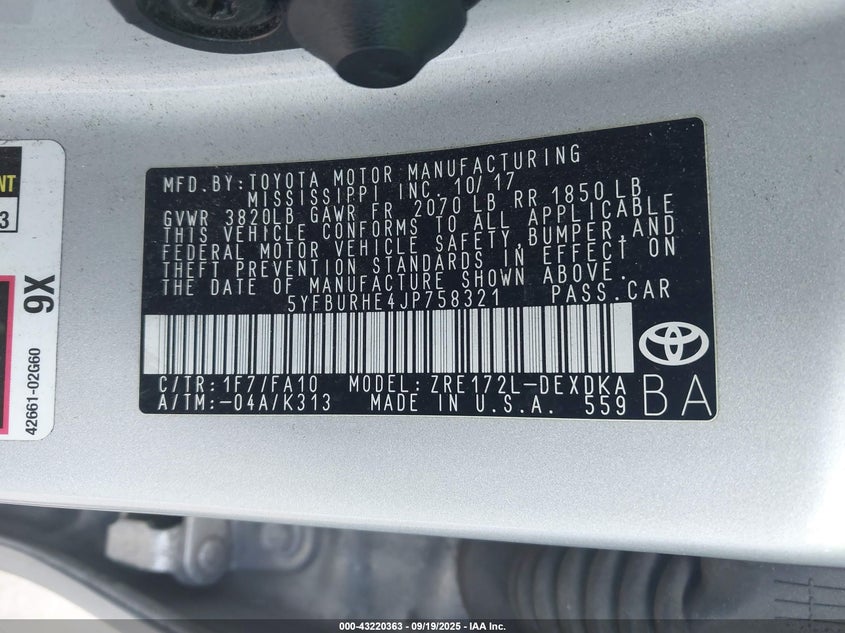 MFD.BY:TOYOTA MOTOR MANUFACTURING
MISSISSIPPI INC. 10/17
GVWR 3820LB GAWR FR 2070 LB RR 1850 LB
THIS VEHICLE CONFORMS TO ALL APPLICABLE
FEDERAL MOTOR VEHICLE SAFETY,BUMPER,AND
THEFT PREVENTION STANDARDS IN EFFECT ON
THE DATE OF MANUFACTURE SHOWN ABOVE.
5YFBURHE4JP758321 PASS.CAR
C/TR:1F7/FA10 MODEL:ZRE172L-DEXDKA
A/TM:-04A/K313 MADE IN U.S.A. 559
BA
9X
42661-02G60
000-43220363 - 09/19/2025 - IAA Inc.